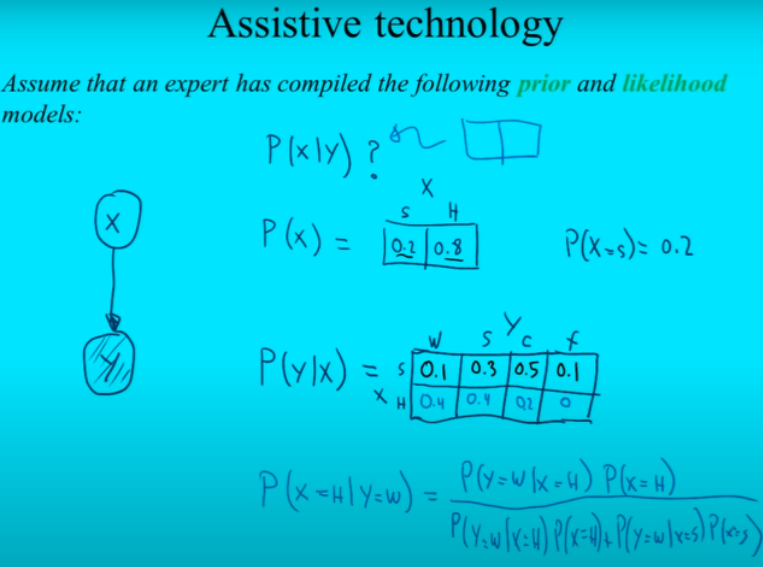 Assistive technology
Assume that an expert has compiled the following prior and likelihood
models:
P(x|y) ?
X
S H
X
P(x) = 0.2 0.8
P(X=s)= 0.2
Y
W S C f
P(y|x) = S 0.1 0.3 0.5 0.1
X H 0.4 0.4 0.2 0
Y
P(x=H|Y=w) = P(Y=w|x=H) P(x=H)
P(Y=w|x=H) P(x=H)+P(Y=w|x=s) P(x=s)